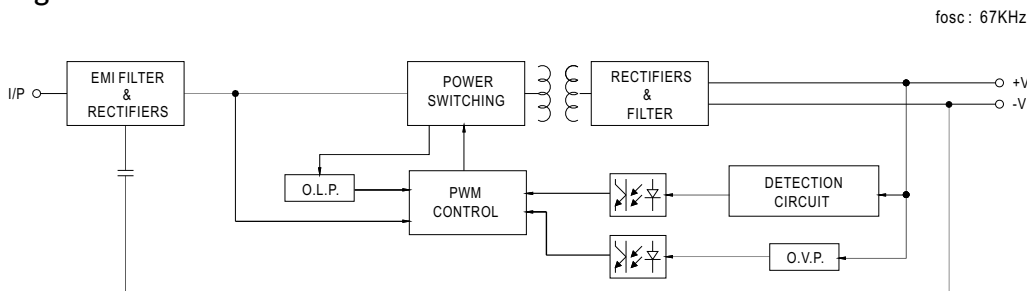 fosc : 67KHz
I/P
EMI FILTER
&
RECTIFIERS
POWER
SWITCHING
RECTIFIERS
&
FILTER
+V
-V
O.L.P.
PWM
CONTROL
DETECTION
CIRCUIT
O.V.P.